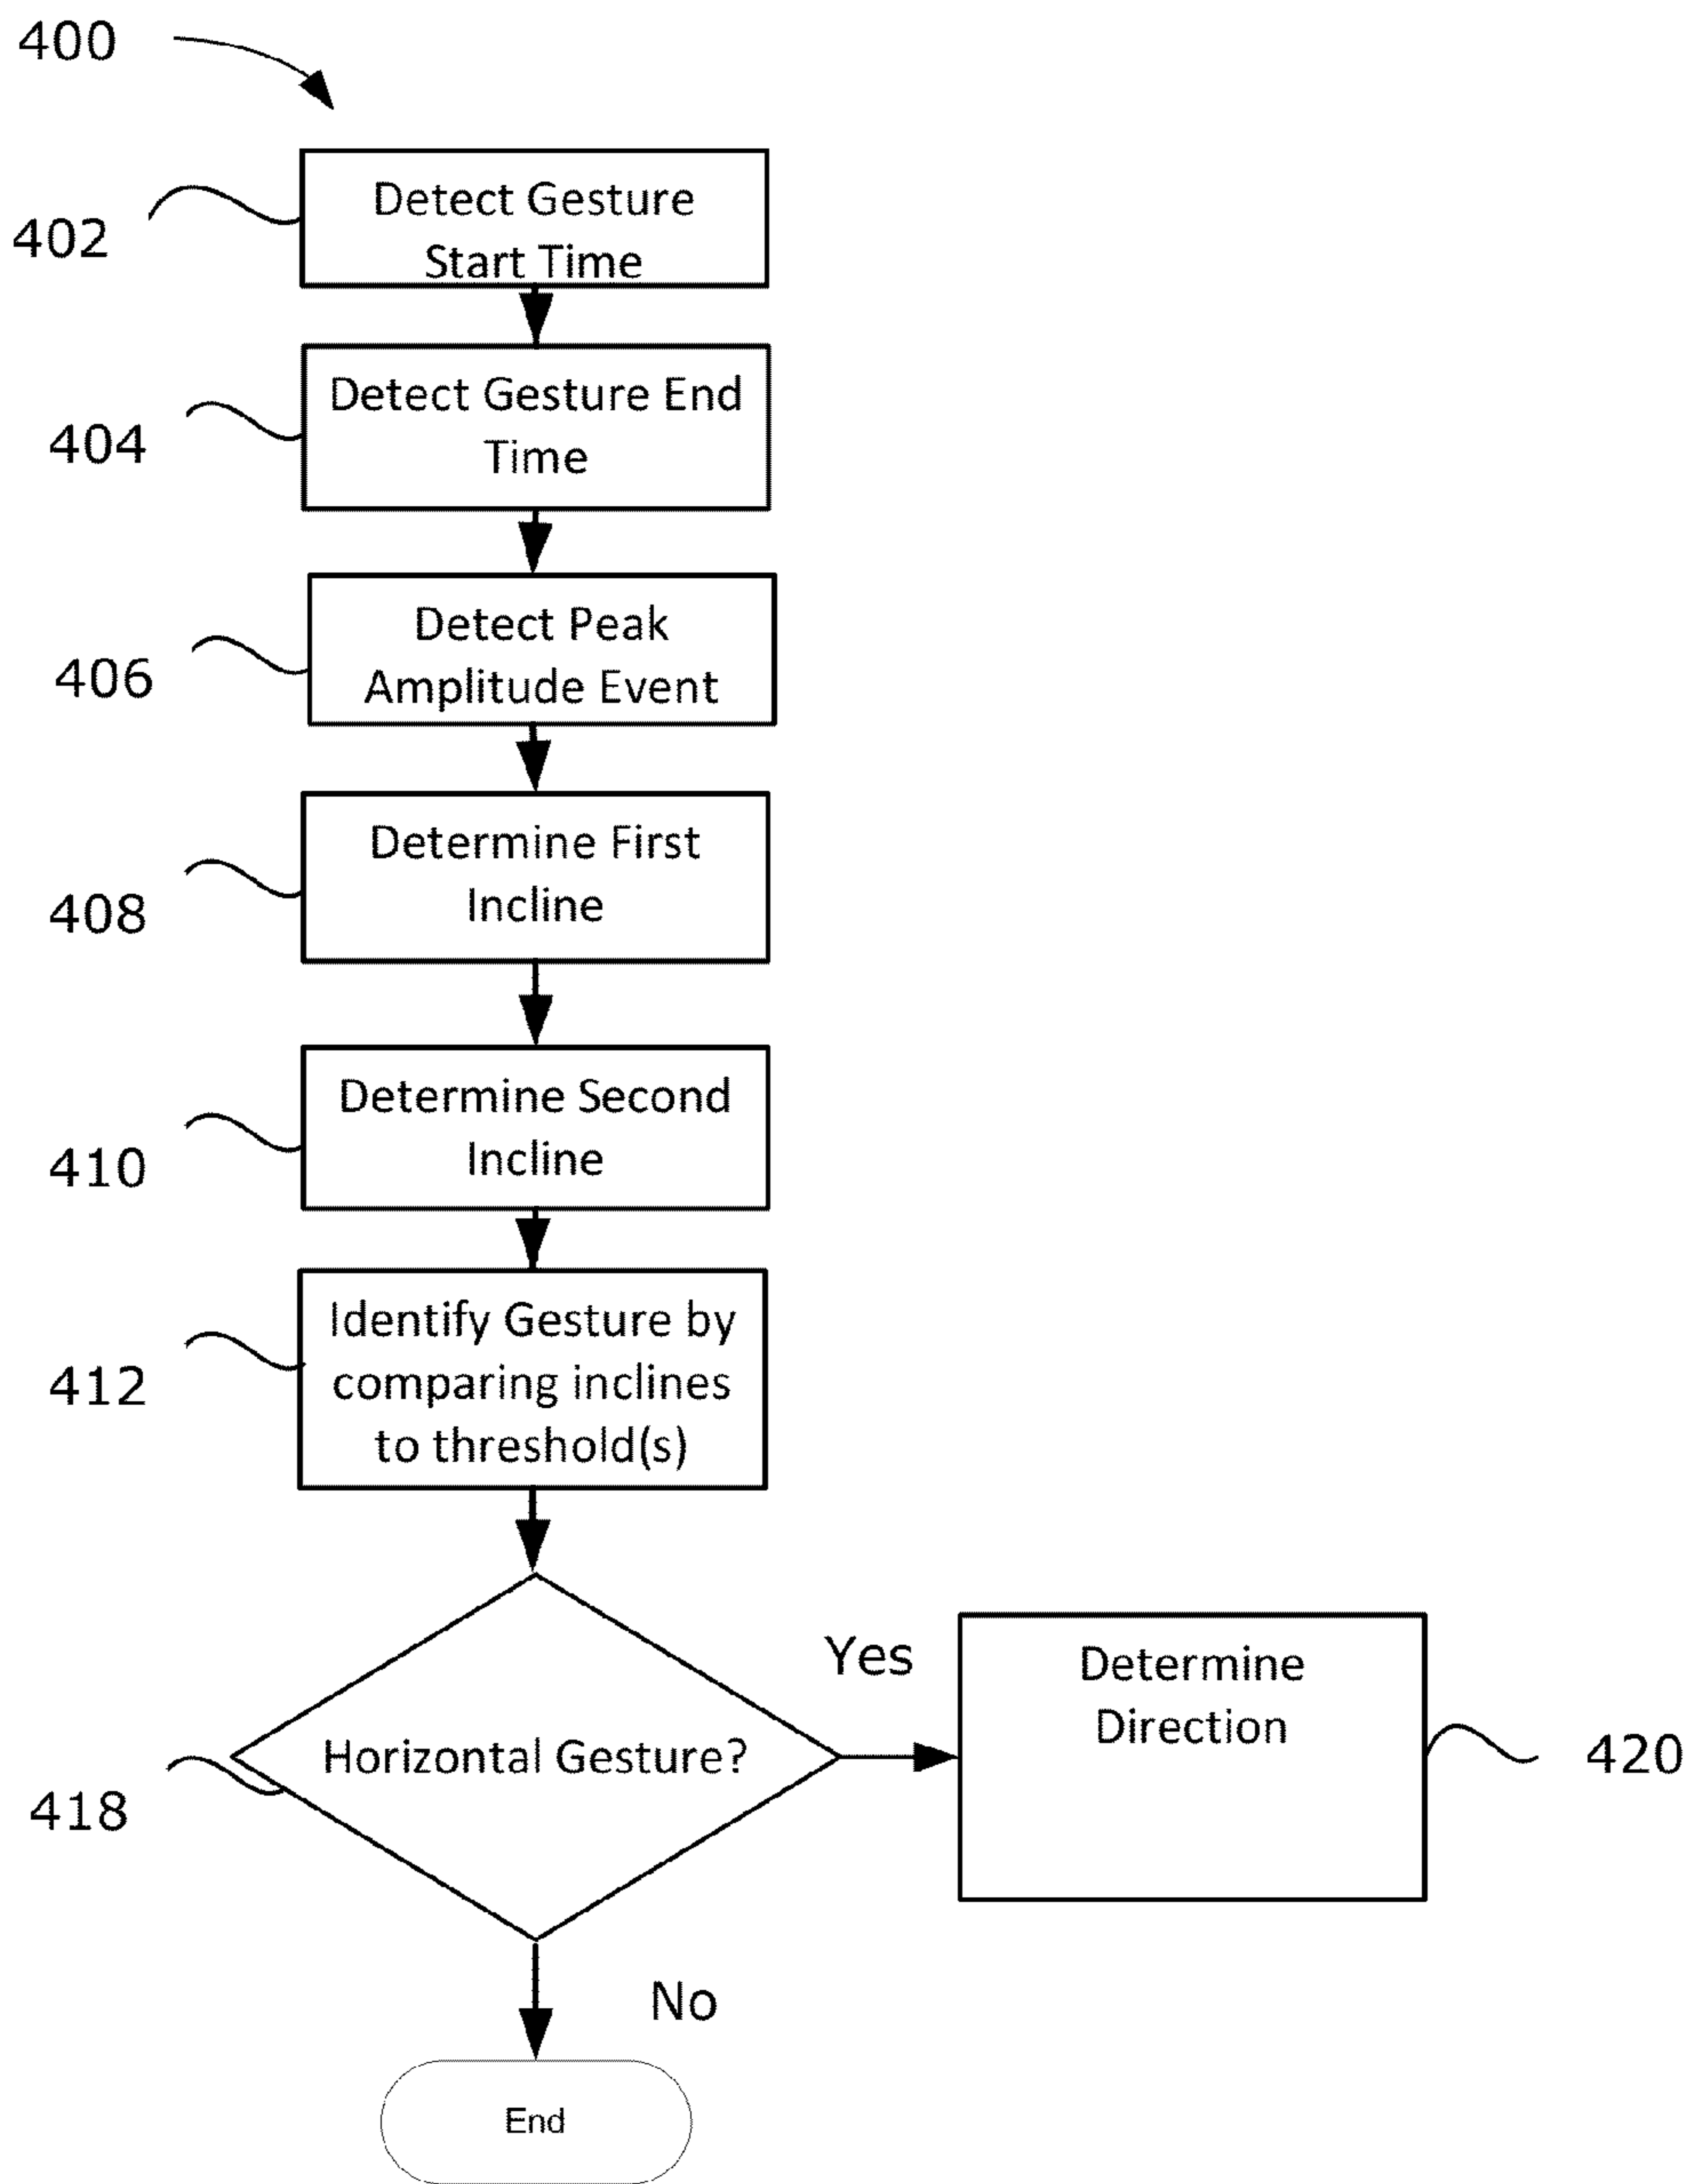 400
402
Detect Gesture
Start Time
404
Detect Gesture End
Time
406
Detect Peak
Amplitude Event
408
Determine First
Incline
410
Determine Second
Incline
412
Identify Gesture by
comparing inclines
to threshold(s)
418
Horizontal Gesture?
Yes
Determine
Direction
420
No
End